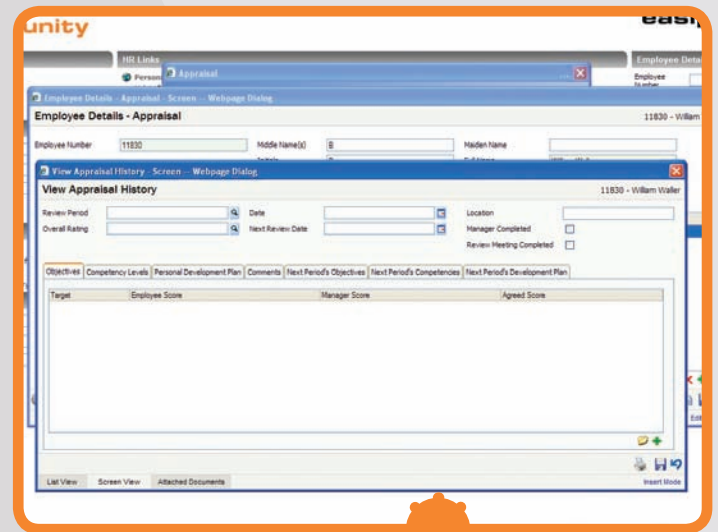 unity
HR Links
Employee
Person
Appraisal
Employee
Employee Details - Appraisal - Screen -- Webpage Dialog
Employee Details - Appraisal 11830 - William
Employee Number 11830 Middle Name(s) B Maiden Name
View Appraisal History - Screen -- Webpage Dialog
View Appraisal History 11830 - William Waller
Review Period Date Location
Overall Rating Next Review Date Manager Completed
Review Meeting Completed
Objectives Competency Levels Personal Development Plan Comments Next Period's Objectives Next Period's Competencies Next Period's Development Plan
Target Employee Score Manager Score Agreed Score
List View Screen View Attached Documents Insert Mode